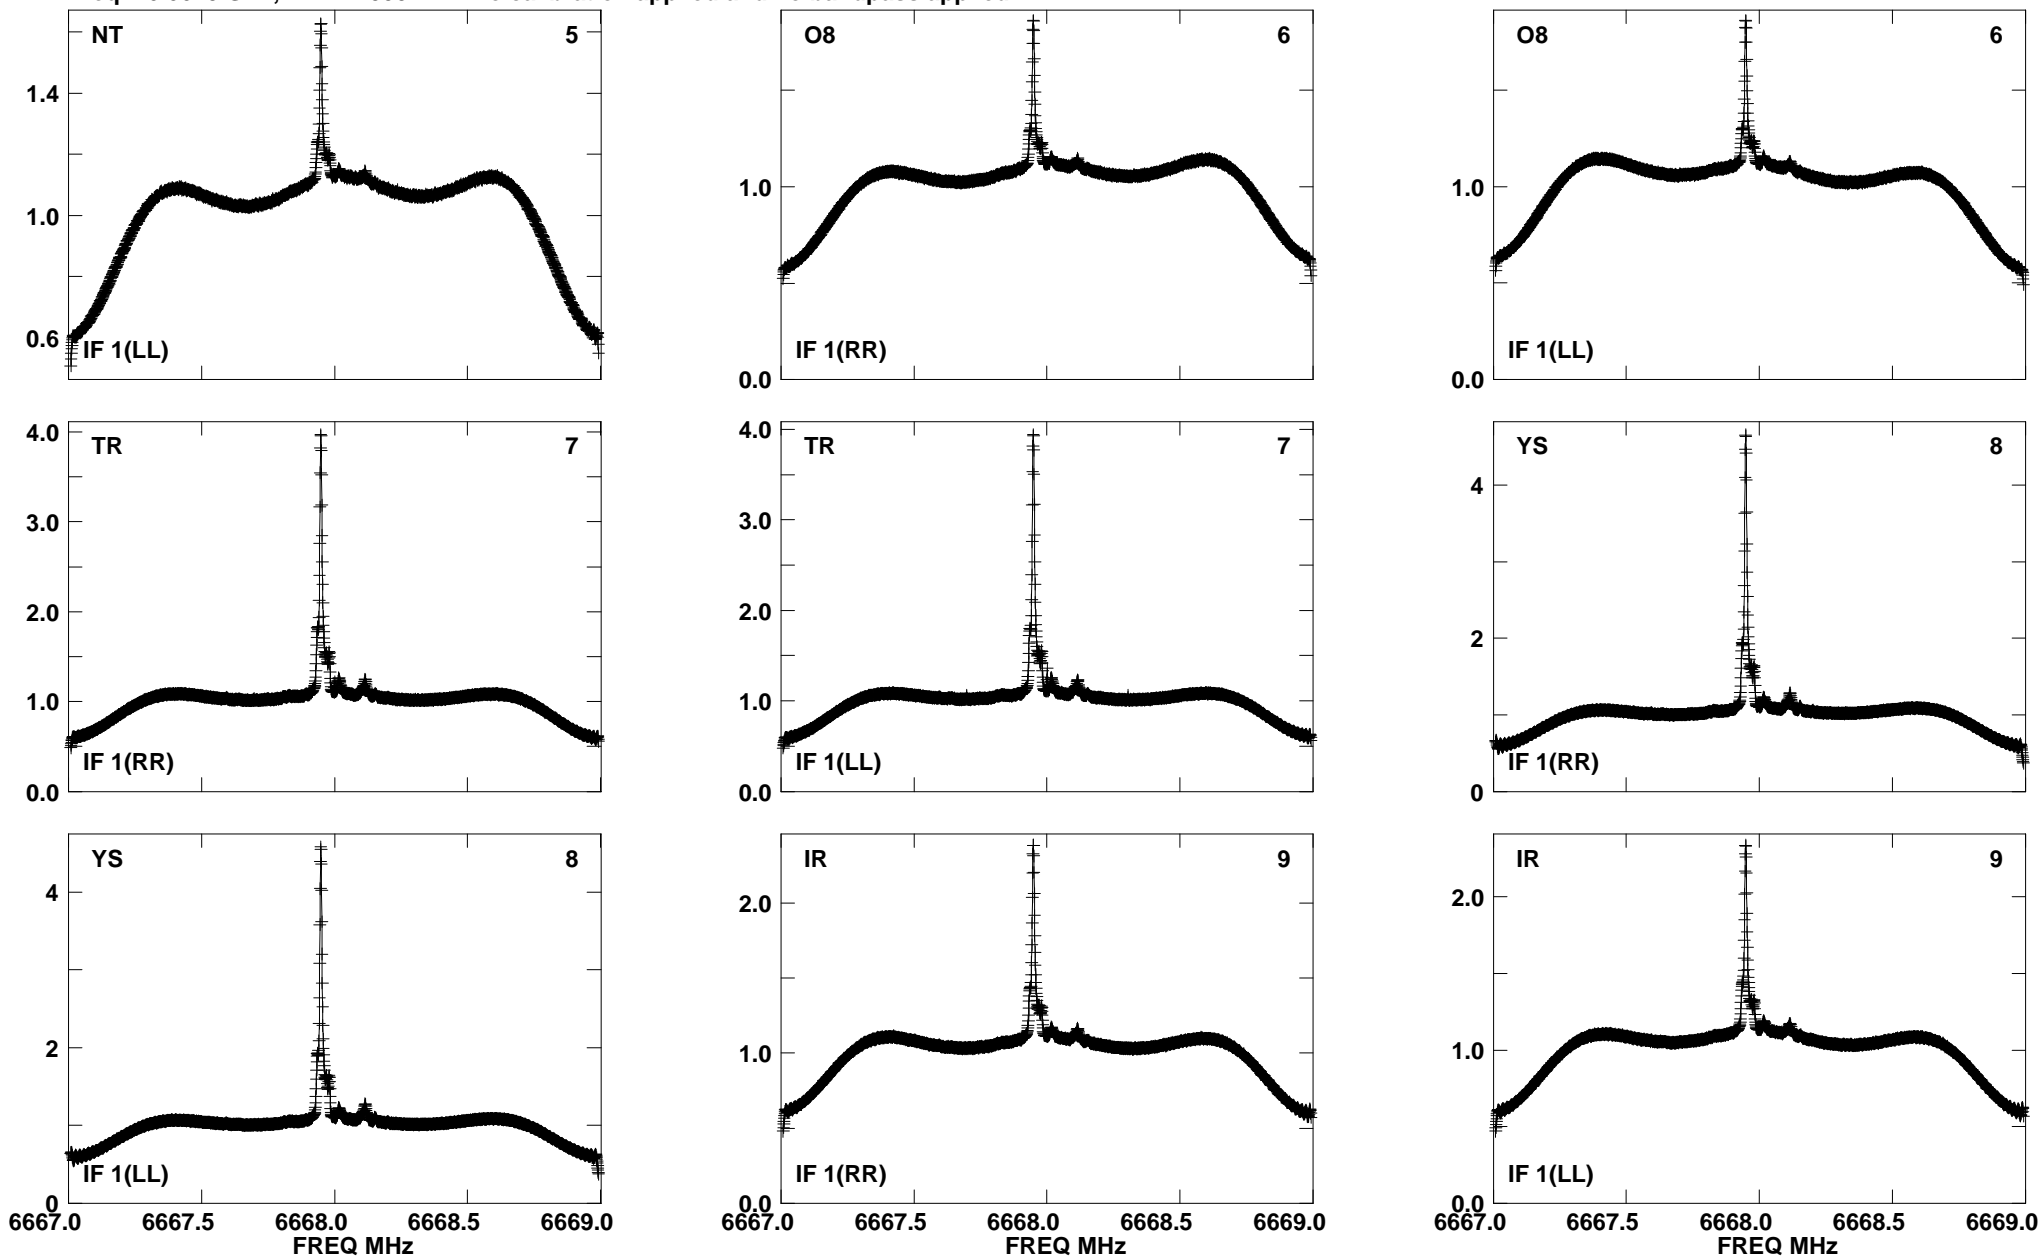 NT 5 O8 6 O8 6
1.4
1.0 1.0 1.0
0.6
IF 1(LL) IF 1(RR) IF 1(LL)
0.0 0.0
4.0 TR 7 4.0 TR 7 YS 8
4
3.0 3.0
2.0 2.0 2
1.0 1.0
IF 1(RR) IF 1(LL) IF 1(RR)
0.0 0.0 0
YS 8 IR 9 IR 9
4 2.0 2.0
2 1.0 1.0
IF 1(LL) IF 1(RR) IF 1(LL)
0 0.0 0.0
6667.0 6667.5 6668.0 6668.5 6669.0 6667.0 6667.5 6668.0 6668.5 6669.0 6667.0 6667.5 6668.0 6668.5 6669.0
FREQ MHz FREQ MHz FREQ MHz